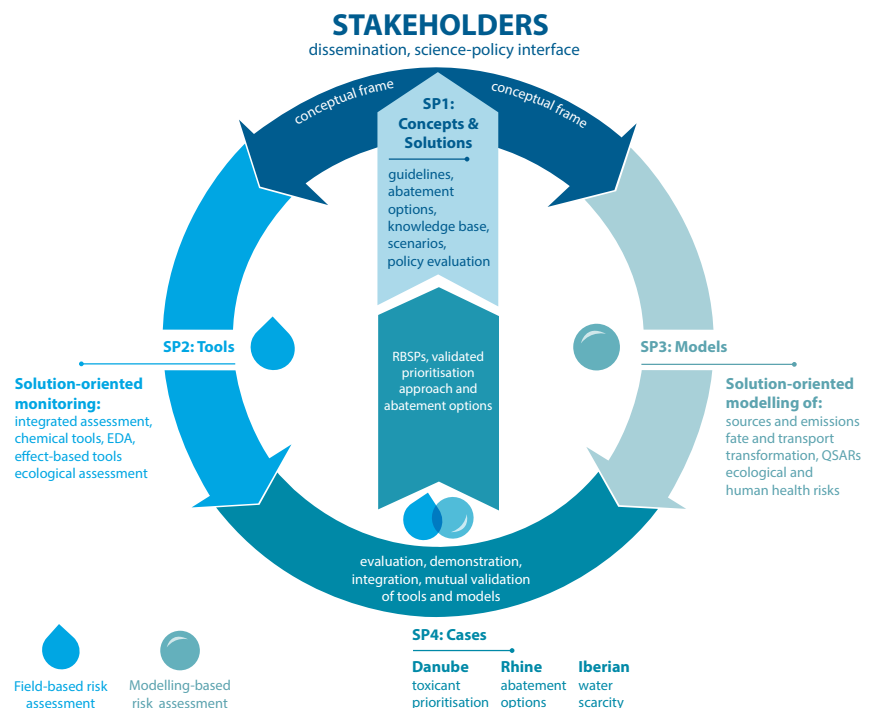 STAKEHOLDERS
dissemination, science-policy interface
conceptual frame
conceptual frame
SP1:
Concepts &
Solutions
guidelines,
abatement
options,
knowledge base,
scenarios,
policy evaluation
RBSPs, validated
prioritisation
approach and
abatement options
SP2: Tools
Solution-oriented
monitoring:
integrated assessment,
chemical tools, EDA,
effect-based tools
ecological assessment
SP3: Models
Solution-oriented
modelling of:
sources and emissions
fate and transport
transformation, QSARs
ecological and
human health risks
evaluation, demonstration,
integration, mutual validation
of tools and models
SP4: Cases
Danube
toxicant
prioritisation
Rhine
abatement
options
Iberian
water
scarcity
Field-based risk
assessment
Modelling-based
risk assessment